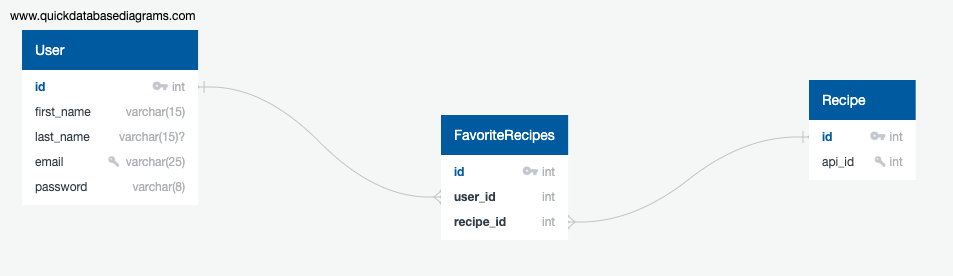 www.quickdatabasediagrams.com
User
id int
first_name varchar(15)
last_name varchar(15)?
email varchar(25)
password varchar(8)
FavoriteRecipes
id int
user_id int
recipe_id int
Recipe
id int
api_id int